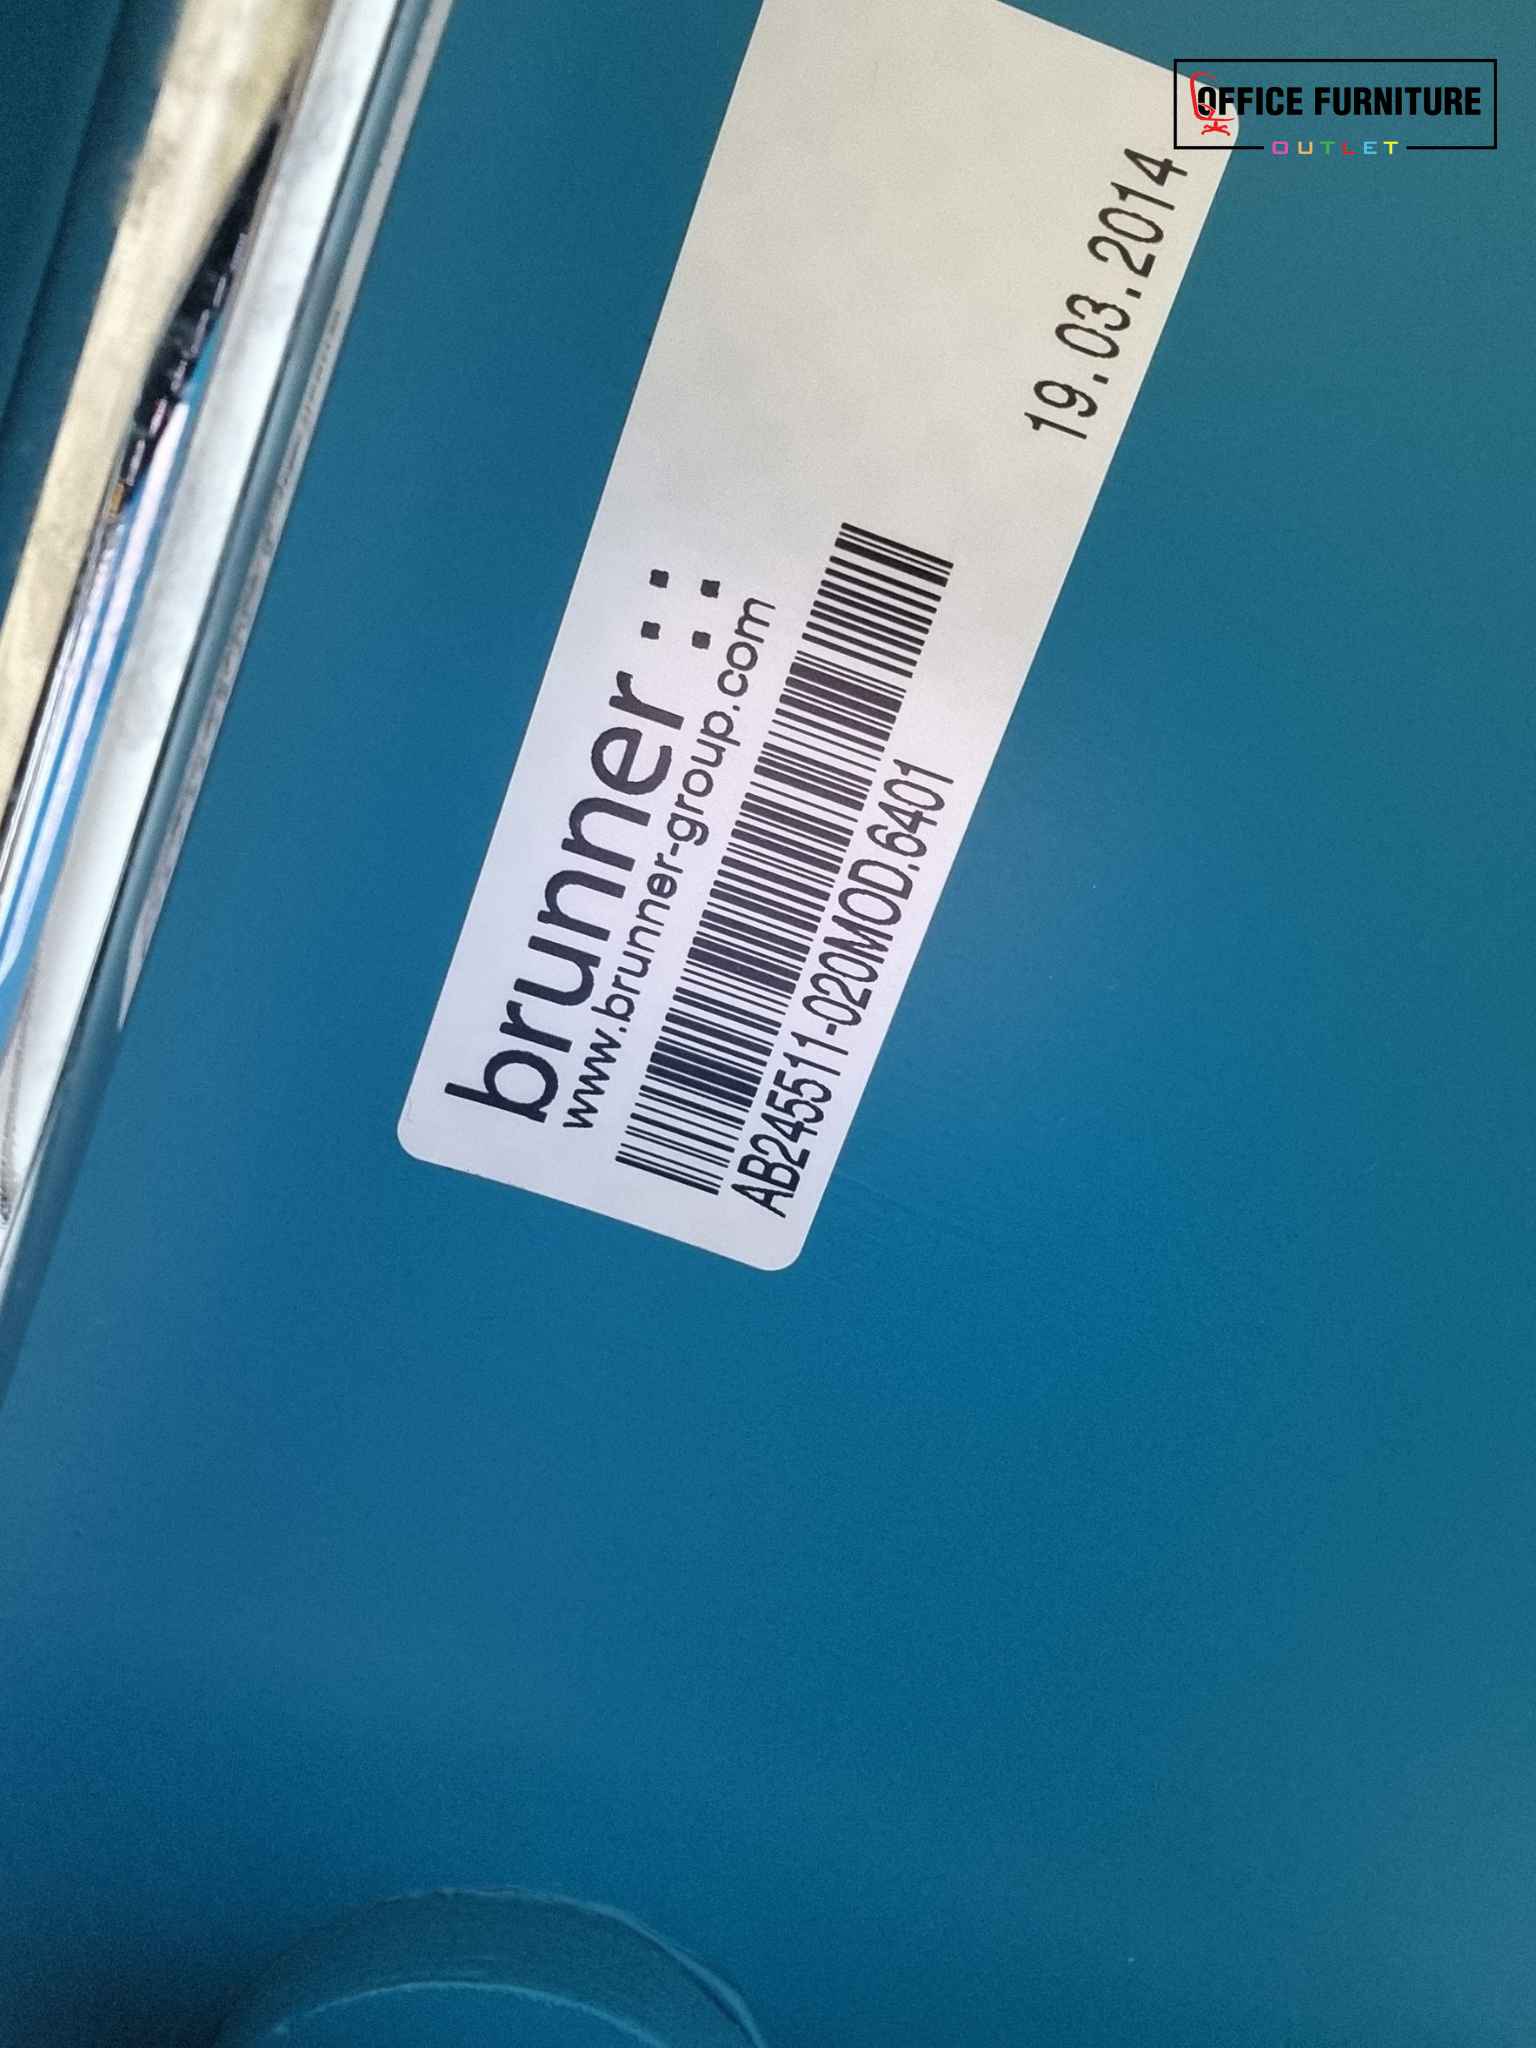 OFFICE FURNITURE
OUTLET
brunner
www.brunner-group.com
AB245511-020MOD.6401
19.03.2014